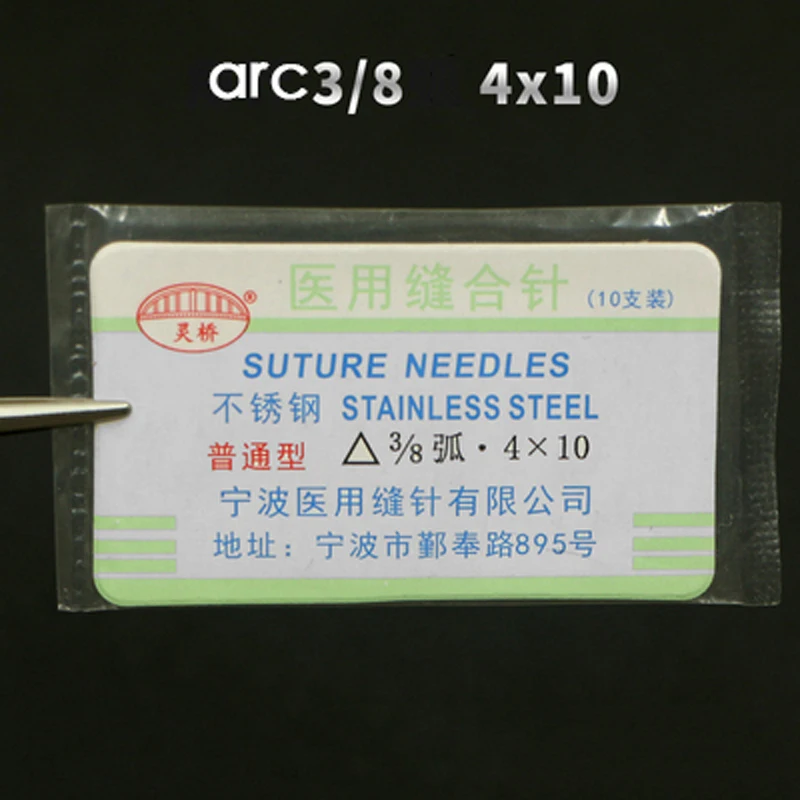 arc3/8 4x10
医用缝合针 (10支装)
灵桥 ®
SUTURE NEEDLES
不锈钢 STAINLESS STEEL
普通型 △ 3/8 弧 · 4×10
宁波医用缝针有限公司
地址：宁波市鄞奉路895号